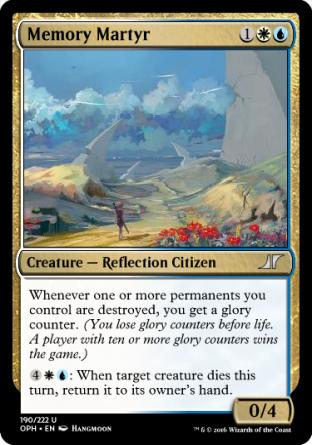 Memory Martyr 1
Creature — Reflection Citizen
Whenever one or more permanents
you control are destroyed, you get a glory
counter. (You lose glory counters before life.
A player with ten or more glory counters wins
the game.)
4: When target creature dies this
turn, return it to its owner's hand.
0/4
190/222 U
OPH • EN HANGMOON
™ & © 2016 Wizards of the Coast